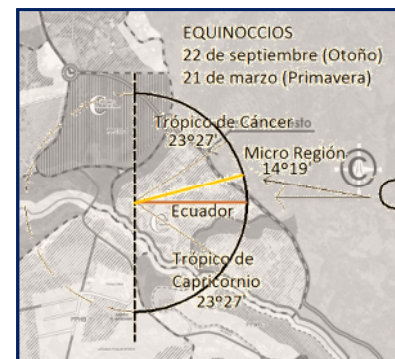 EQUINOCCIOS
22 de septiembre (Otoño)
21 de marzo (Primavera)
Trópico de Cáncer
23°27'
Micro Región
14°19'
©
Ecuador
Trópico de
Capricornio
23°27'